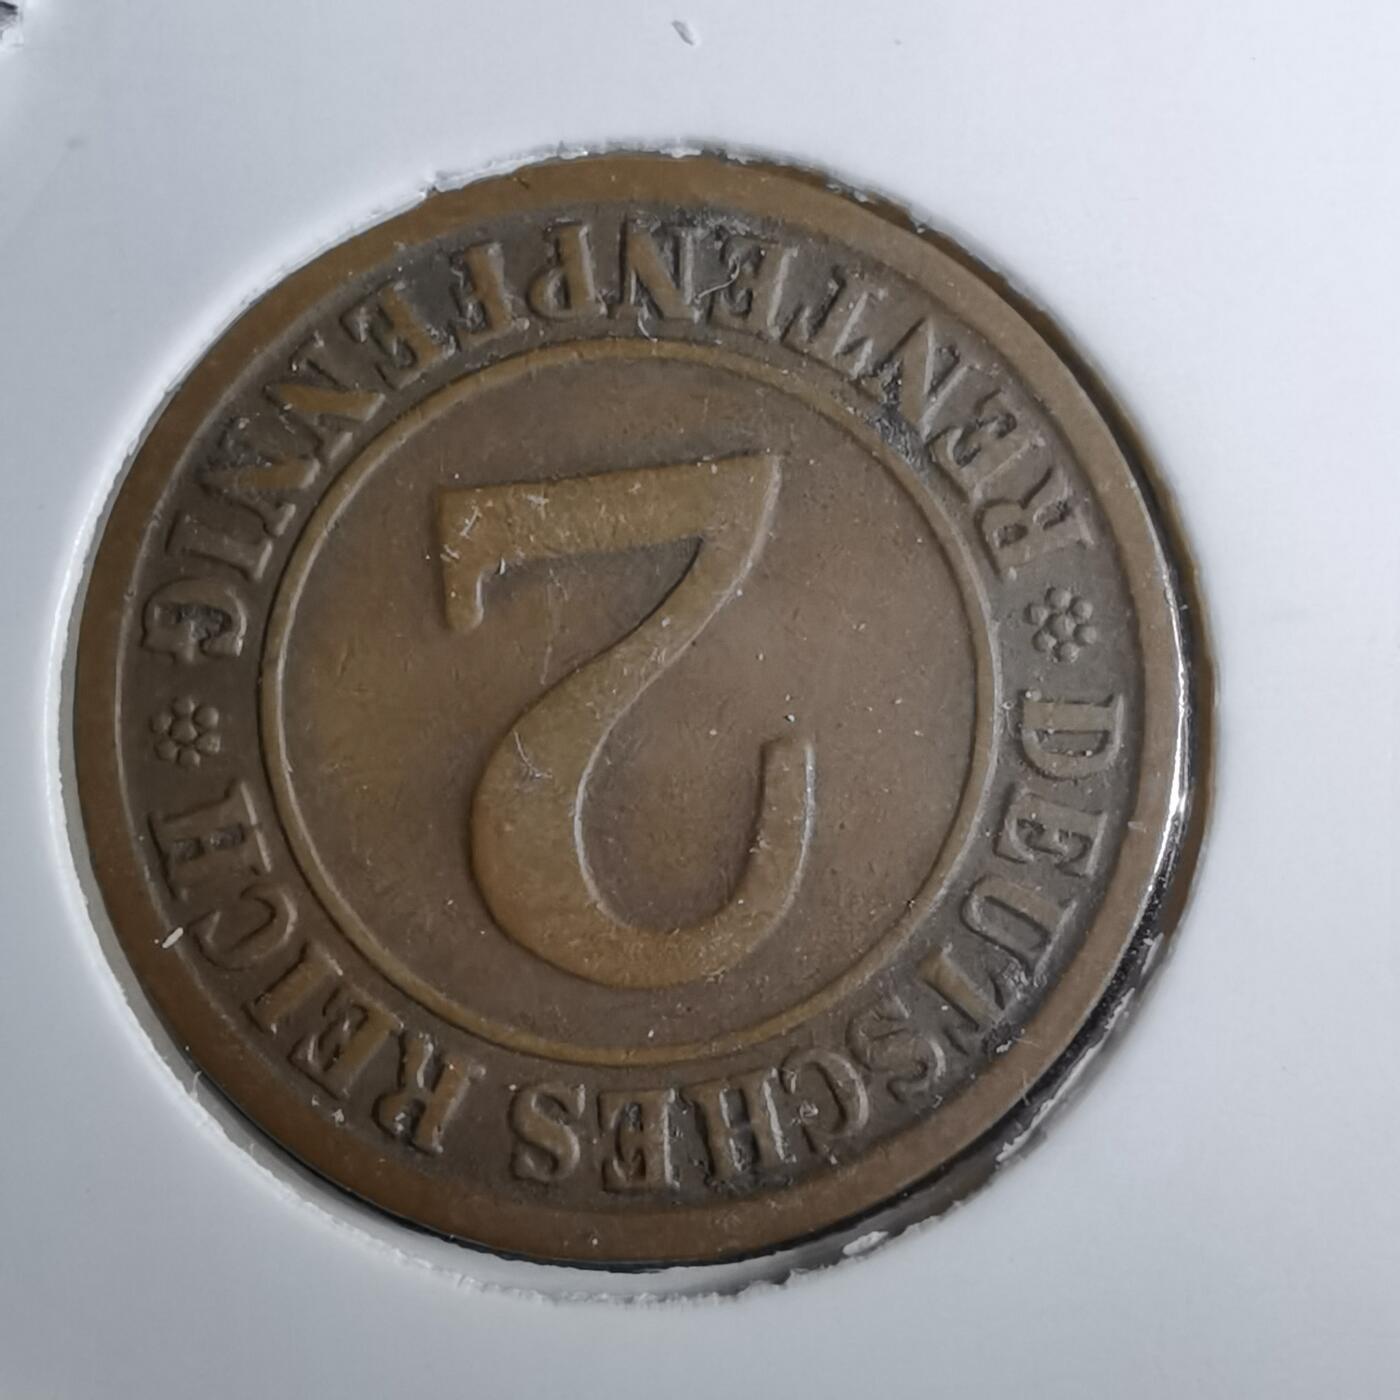 DEUTSCHES REICH
2
RENTENPFENNIG